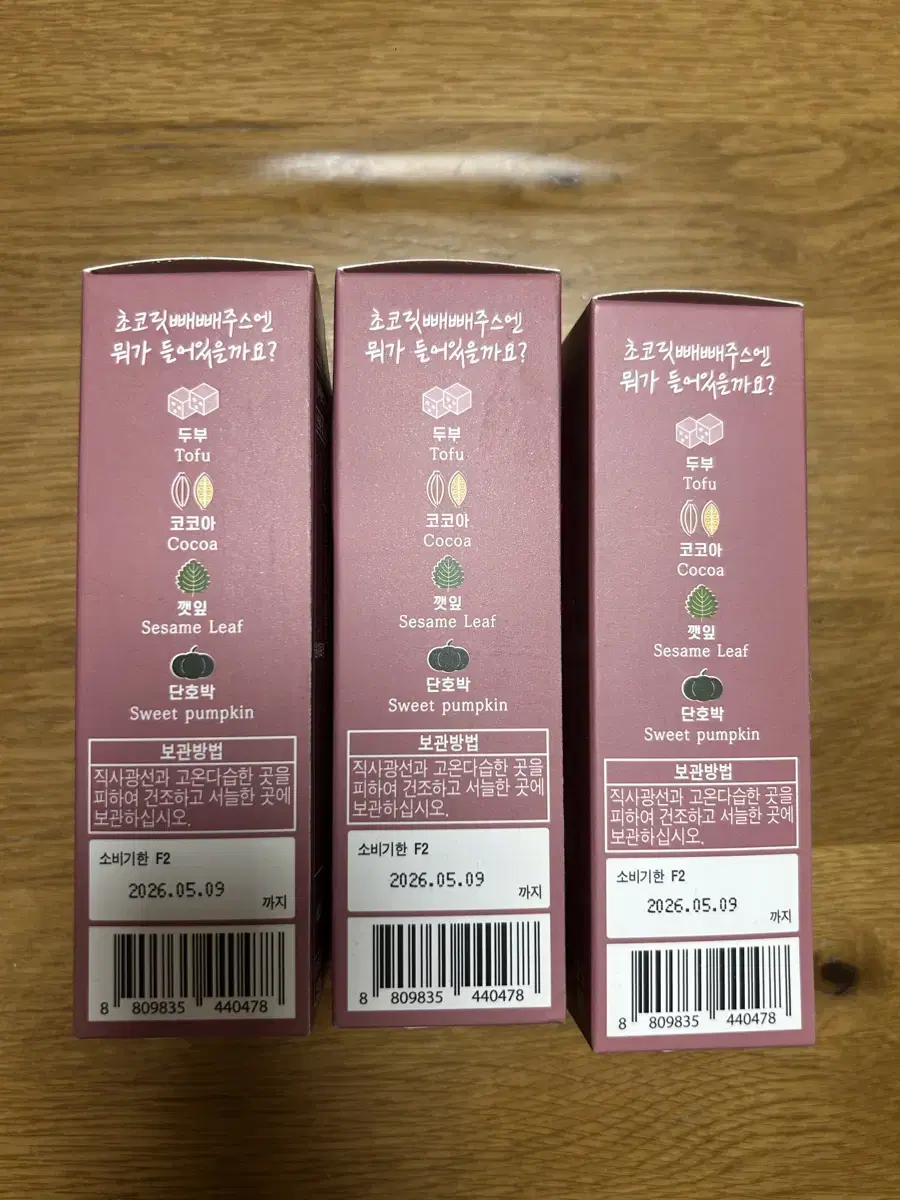 초코릿빼빼주스엔
뭐가 들어있을까요?
두부
Tofu
코코아
Cocoa
깻잎
Sesame Leaf
단호박
Sweet pumpkin
보관방법
직사광선과 고온다습한 곳을
피하여 건조하고 서늘한 곳에
보관하십시오.
소비기한 F2
2026.05.09
까지
8 809835 440478
초코릿빼빼주스엔
뭐가 들어있을까요?
두부
Tofu
코코아
Cocoa
깻잎
Sesame Leaf
단호박
Sweet pumpkin
보관방법
직사광선과 고온다습한 곳을
피하여 건조하고 서늘한 곳에
보관하십시오.
소비기한 F2
2026.05.09
까지
8 809835 440478
초코릿빼빼주스엔
뭐가 들어있을까요?
두부
Tofu
코코아
Cocoa
깻잎
Sesame Leaf
단호박
Sweet pumpkin
보관방법
직사광선과 고온다습한 곳을
피하여 건조하고 서늘한 곳에
보관하십시오.
소비기한 F2
2026.05.09
까지
8 809835 440478